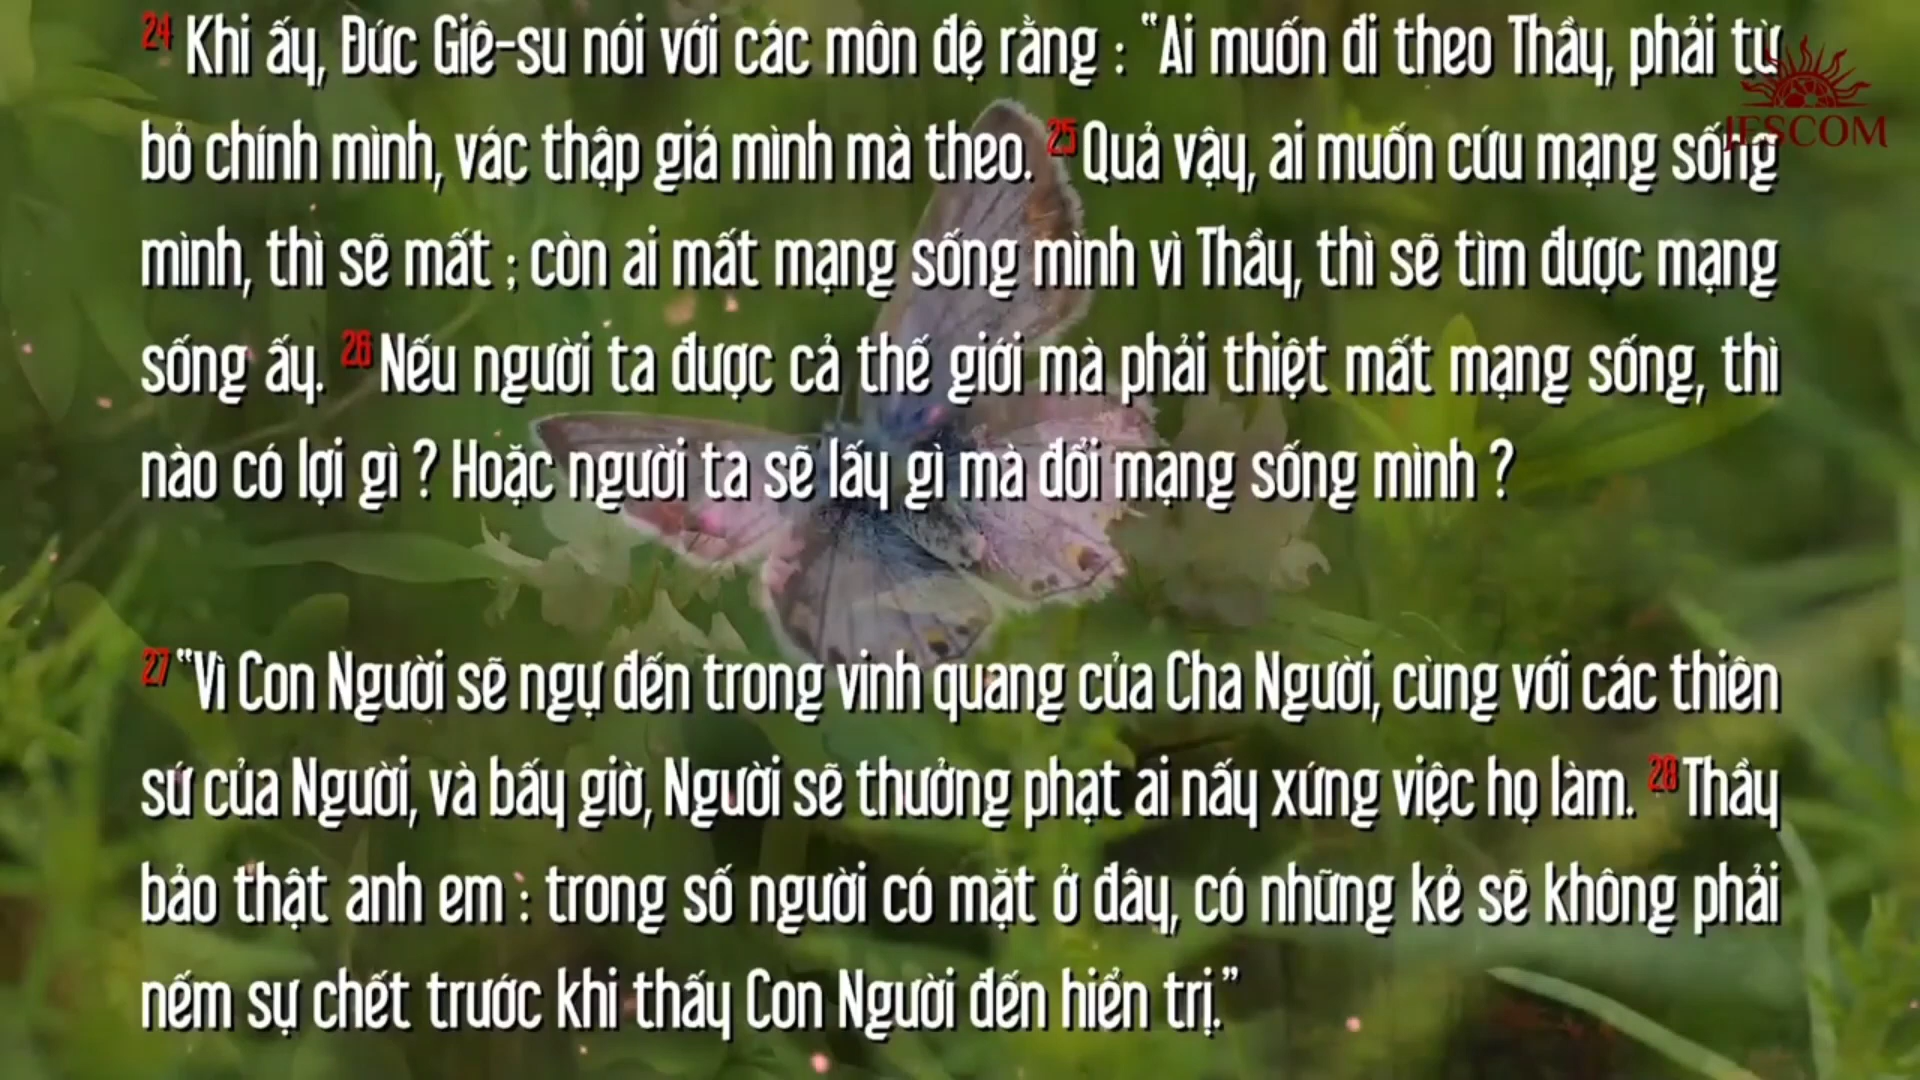 24 Khi ấy, Đức Giê-su nói với các môn đệ rằng : “Ai muốn đi theo Thầy, phải từ
bỏ chính mình, vác thập giá mình mà theo. 25 Quả vậy, ai muốn cứu mạng sống
mình, thì sẽ mất ; còn ai mất mạng sống mình vì Thầy, thì sẽ tìm được mạng
sống ấy. 26 Nếu người ta được cả thế giới mà phải thiệt mất mạng sống, thì
nào có lợi gì ? Hoặc người ta sẽ lấy gì mà đổi mạng sống mình ?
27 “Vì Con Người sẽ ngự đến trong vinh quang của Cha Người, cùng với các thiên
sứ của Người, và bấy giờ, Người sẽ thưởng phạt ai nấy xứng việc họ làm. 28 Thầy
bảo thật anh em : trong số người có mặt ở đây, có những kẻ sẽ không phải
nếm sự chết trước khi thấy Con Người đến hiển trị.”
JESCOM